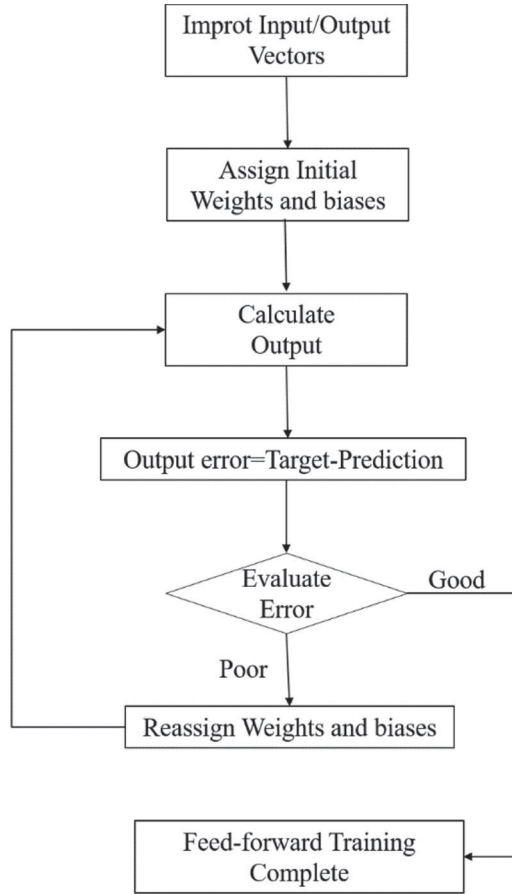 Improt Input/Output
Vectors
Assign Initial
Weights and biases
Calculate
Output
Output error=Target-Prediction
Evaluate
Error
Good
Poor
Reassign Weights and biases
Feed-forward Training
Complete